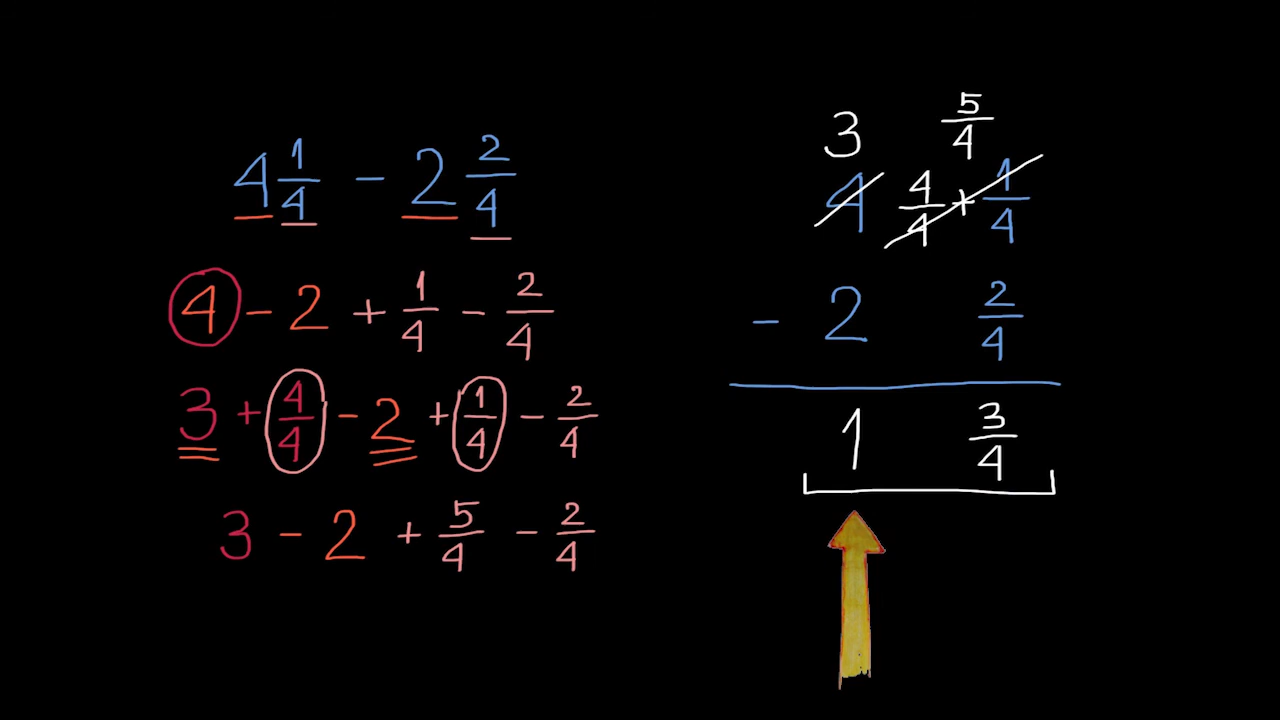 4 1/4 - 2 2/4
4 - 2 + 1/4 - 2/4
3 + 4/4 - 2 + 1/4 - 2/4
3 - 2 + 5/4 - 2/4
3 5/4
4 4/4 + 1/4
- 2 2/4
1 3/4